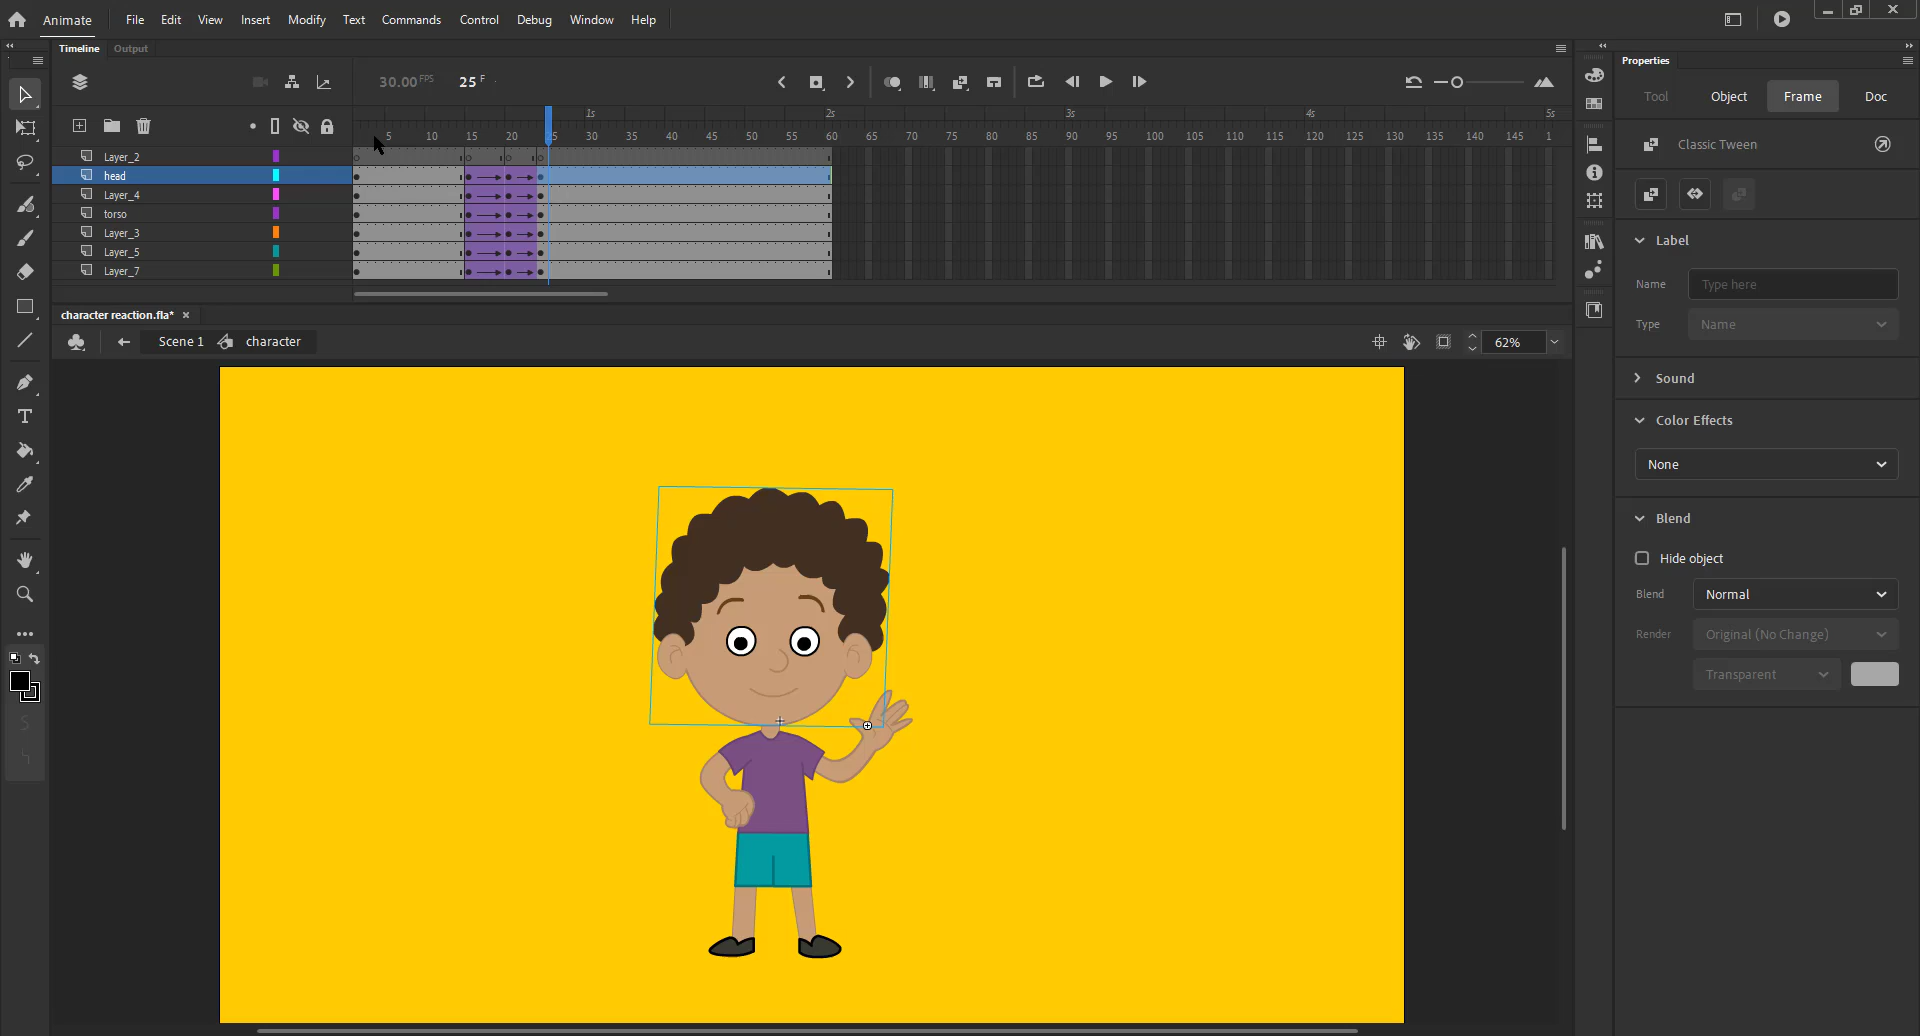 Animate File Edit View Insert Modify Text Commands Control Debug Window Help
Timeline Output
Properties
30.00 FPS 25 F
Tool Object Frame Doc
1s 2s 3s 4s 5s
5 10 15 20 25 30 35 40 45 50 55 60 65 70 75 80 85 90 95 100 105 110 115 120 125 130 135 140 145 1
Classic Tween
Layer_2
head
Layer_4
torso
Layer_3
Layer_5
Layer_7
Label
Name Type here
Type Name
character reaction.fla*
Scene 1 character
62%
Sound
Color Effects
None
Blend
Hide object
Blend Normal
Render Original (No Change)
Transparent